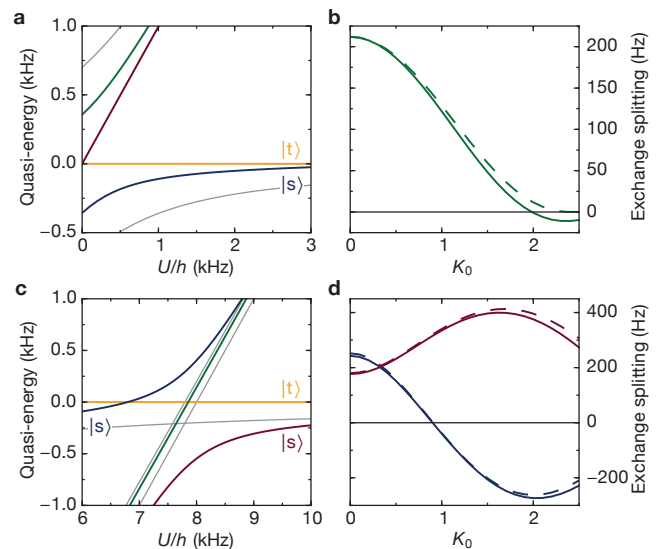 a
Quasi-energy (kHz)
1.0
0.5
0.0
−0.5
|t⟩
|s⟩
0 1 2 3
U/h (kHz)
b
200
150
100
50
0
Exchange splitting (Hz)
0 1 2
K0
c
Quasi-energy (kHz)
1.0
0.5
0.0
−0.5
−1.0
|t⟩
|s⟩
|s⟩
6 7 8 9 10
U/h (kHz)
d
400
200
0
−200
Exchange splitting (Hz)
0 1 2
K0